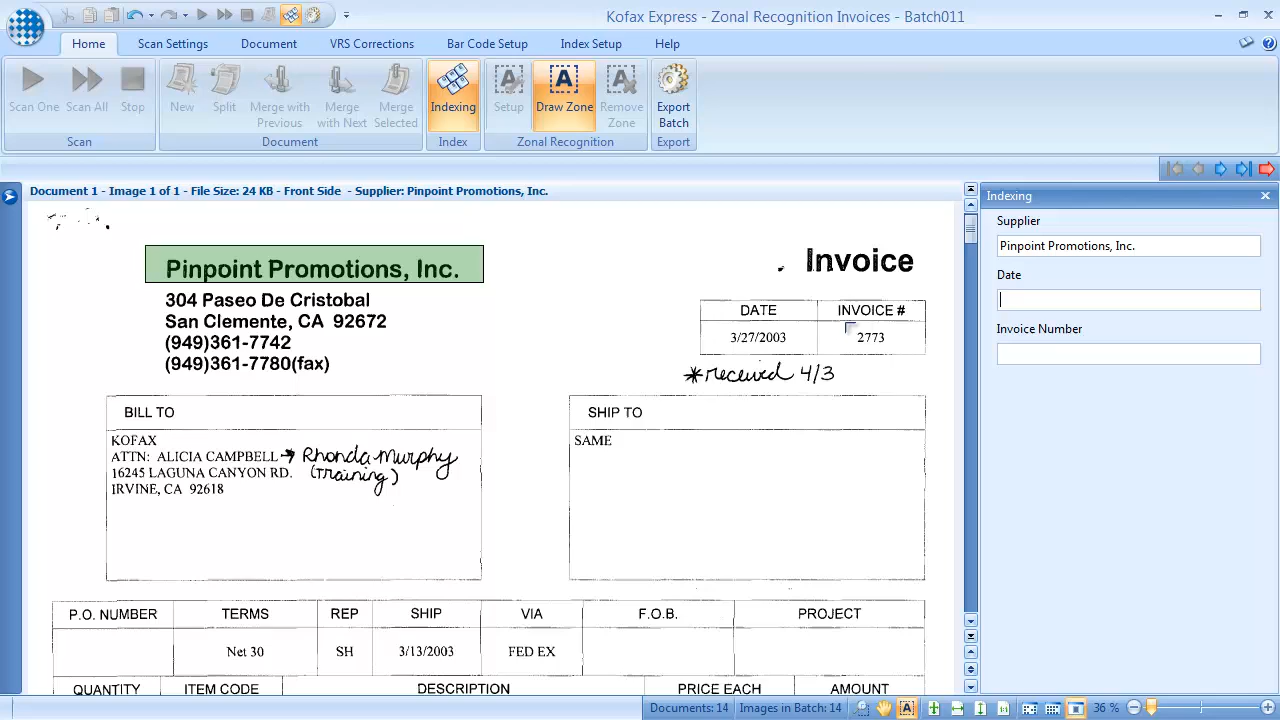 Kofax Express - Zonal Recognition Invoices - Batch011
Home Scan Settings Document VRS Corrections Bar Code Setup Index Setup Help
Scan One Scan All Stop New Split Merge with Previous Merge with Next Merge Selected Indexing Setup Draw Zone Remove Zone Export Batch
Scan Document Index Zonal Recognition Export
Document 1 - Image 1 of 1 - File Size: 24 KB - Front Side - Supplier: Pinpoint Promotions, Inc.
Pinpoint Promotions, Inc.
304 Paseo De Cristobal
San Clemente, CA 92672
(949)361-7742
(949)361-7780(fax)
Invoice
DATE INVOICE #
3/27/2003 2773
*received 4/3
BILL TO
KOFAX
ATTN: ALICIA CAMPBELL Rhonda Murphy
16245 LAGUNA CANYON RD. (Training)
IRVINE, CA 92618
SHIP TO
SAME
P.O. NUMBER TERMS REP SHIP VIA F.O.B. PROJECT
Net 30 SH 3/13/2003 FED EX
QUANTITY ITEM CODE DESCRIPTION PRICE EACH AMOUNT
Indexing
Supplier
Pinpoint Promotions, Inc.
Date
Invoice Number
Documents: 14 Images in Batch: 14 36 %